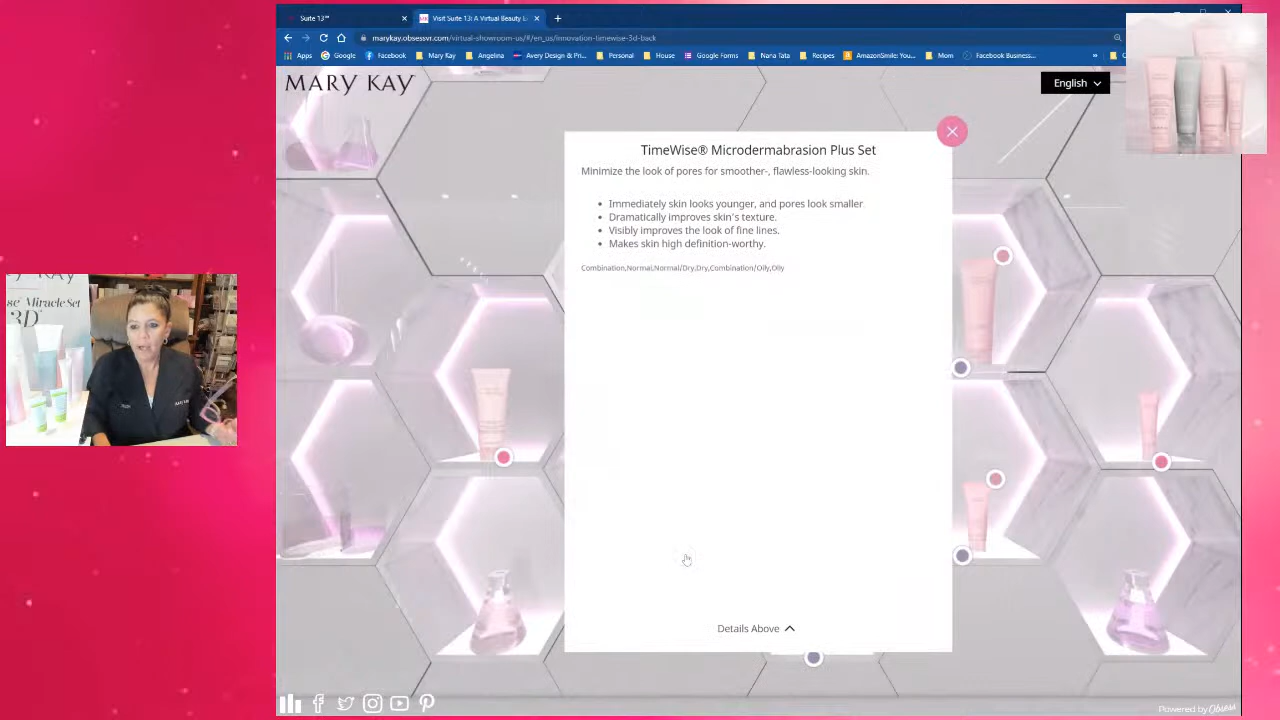 Suite 13™
Visit Suite 13: A Virtual Beauty E
marykay.obsessvr.com/virtual-showroom-us/#/en_us/innovation-timewise-3d-back
Apps
Google
Facebook
Mary Kay
Angelina
Avery Design & Pri...
Personal
House
Google Forms
Nana Tata
Recipes
AmazonSmile: You...
Mom
Facebook Business...
»
MARY KAY
English
TimeWise® Microdermabrasion Plus Set
Minimize the look of pores for smoother-, flawless-looking skin.
• Immediately skin looks younger, and pores look smaller
• Dramatically improves skin's texture.
• Visibly improves the look of fine lines.
• Makes skin high definition-worthy.
Combination,Normal,Normal/Dry,Dry,Combination/Oily,Oily
Details Above
Miracle Set
3D
Powered by Obsess